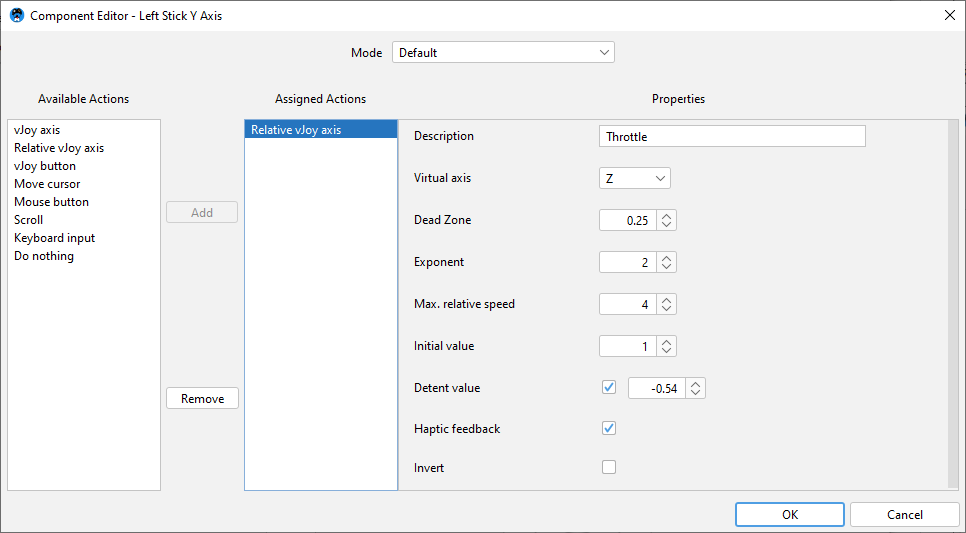 Component Editor - Left Stick Y Axis
Mode Default
Available Actions Assigned Actions Properties
vJoy axis
Relative vJoy axis
vJoy button
Move cursor
Mouse button
Scroll
Keyboard input
Do nothing
Add
Remove
Relative vJoy axis
Description Throttle
Virtual axis Z
Dead Zone 0.25
Exponent 2
Max. relative speed 4
Initial value 1
Detent value -0.54
Haptic feedback
Invert
OK Cancel